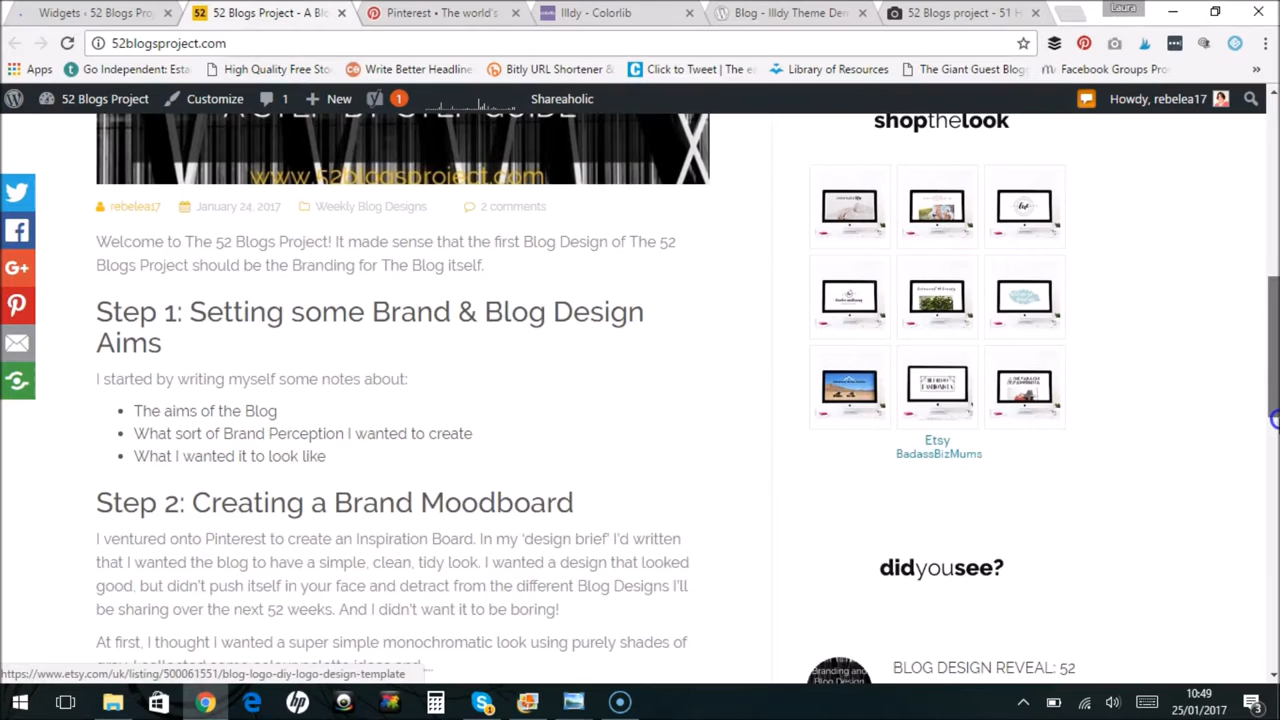 Widgets ‹ 52 Blogs Pro
52 Blogs Project - A Blo
Pinterest • The world's
Illdy - Colorlib
Blog - Illdy Theme Dem
52 Blogs project - 51 H
Laura
52blogsproject.com
Apps
Go Independent: Esta
High Quality Free Sto
Write Better Headline
Bitly URL Shortener &
Click to Tweet | The e
Library of Resources
The Giant Guest Blog
Facebook Groups Pro
52 Blogs Project
Customize
1
New
1
Shareaholic
Howdy, rebelea17
A STEP BY STEP GUIDE
www.52blogsproject.com
shopthelook
rebelea17
January 24, 2017
Weekly Blog Designs
2 comments
Welcome to The 52 Blogs Project! It made sense that the first Blog Design of The 52
Blogs Project should be the Branding for The Blog itself.
Step 1: Setting some Brand & Blog Design
Aims
I started by writing myself some notes about:
• The aims of the Blog
• What sort of Brand Perception I wanted to create
• What I wanted it to look like
Etsy
BadassBizMums
Step 2: Creating a Brand Moodboard
I ventured onto Pinterest to create an Inspiration Board. In my ‘design brief’ I’d written
that I wanted the blog to have a simple, clean, tidy look. I wanted a design that looked
good, but didn’t push itself in your face and detract from the different Blog Designs I’ll
be sharing over the next 52 weeks. And I didn’t want it to be boring!
At first, I thought I wanted a super simple monochromatic look using purely shades of
didyousee?
Branding and
Blog Design
BLOG DESIGN REVEAL: 52
https://www.etsy.com/uk/listing/500061551/blog-logo-diy-logo-design-template
10:49
25/01/2017
3